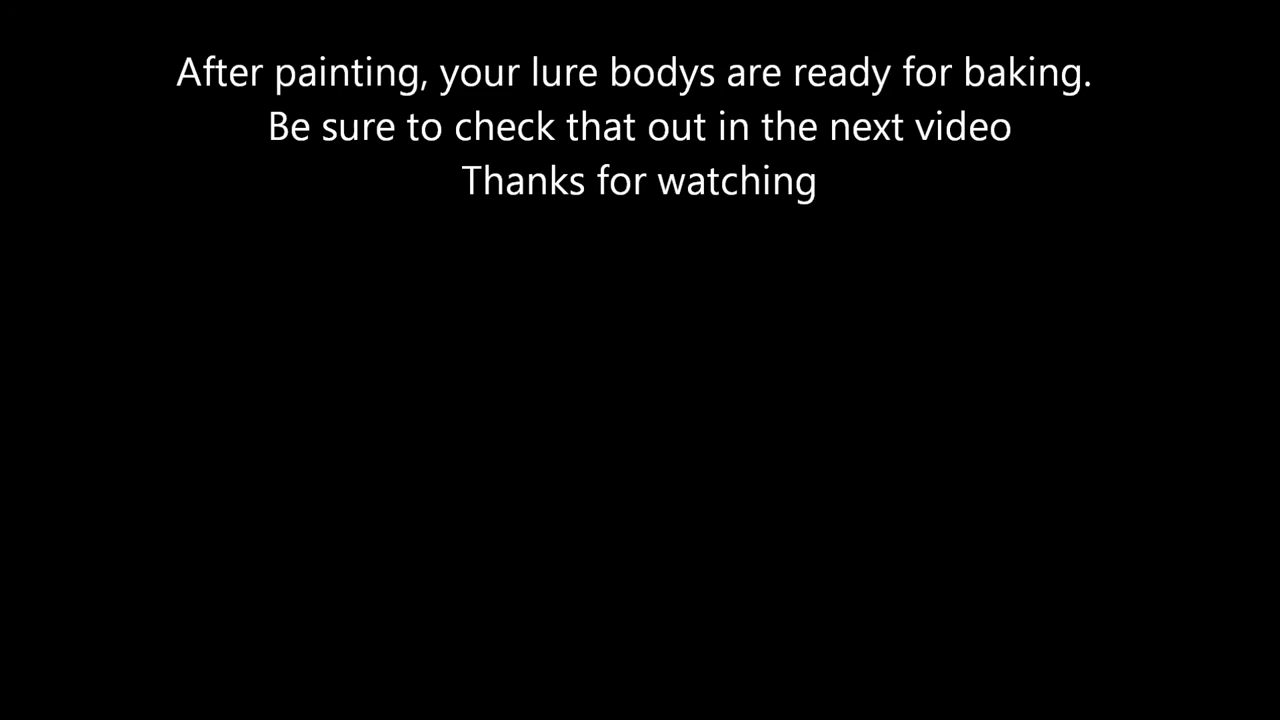 After painting, your lure bodys are ready for baking.
Be sure to check that out in the next video
Thanks for watching